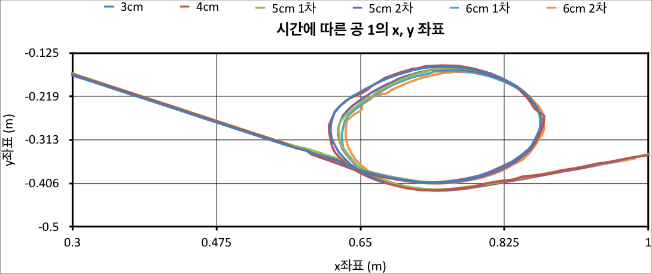 3cm 4cm 5cm 1차 5cm 2차 6cm 1차 6cm 2차
시간에 따른 공 1의 x, y 좌표
-0.125
-0.219
-0.313
-0.406
-0.5
y좌표 (m)
0.3 0.475 0.65 0.825 1
x좌표 (m)